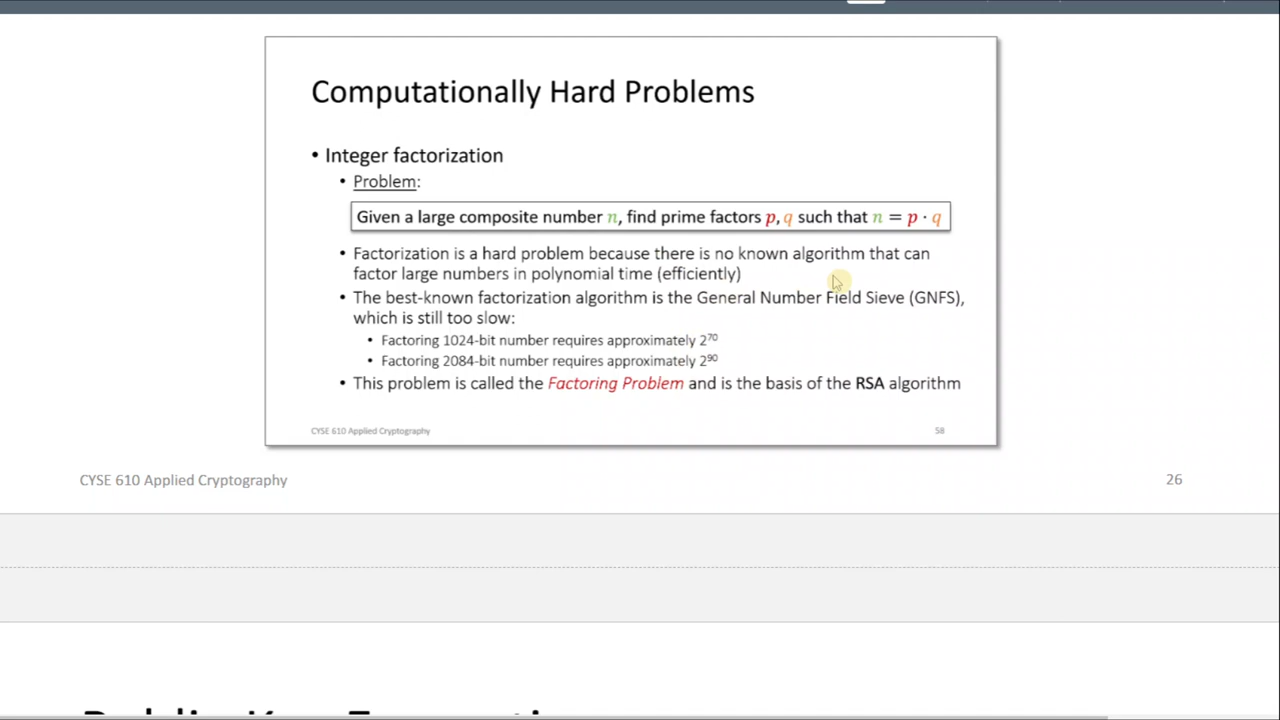 Computationally Hard Problems
• Integer factorization
• Problem:
Given a large composite number n, find prime factors p, q such that n = p · q
• Factorization is a hard problem because there is no known algorithm that can
factor large numbers in polynomial time (efficiently)
• The best-known factorization algorithm is the General Number Field Sieve (GNFS),
which is still too slow:
• Factoring 1024-bit number requires approximately 2⁷⁰
• Factoring 2084-bit number requires approximately 2⁹⁰
• This problem is called the Factoring Problem and is the basis of the RSA algorithm
CYSE 610 Applied Cryptography 58
CYSE 610 Applied Cryptography 26